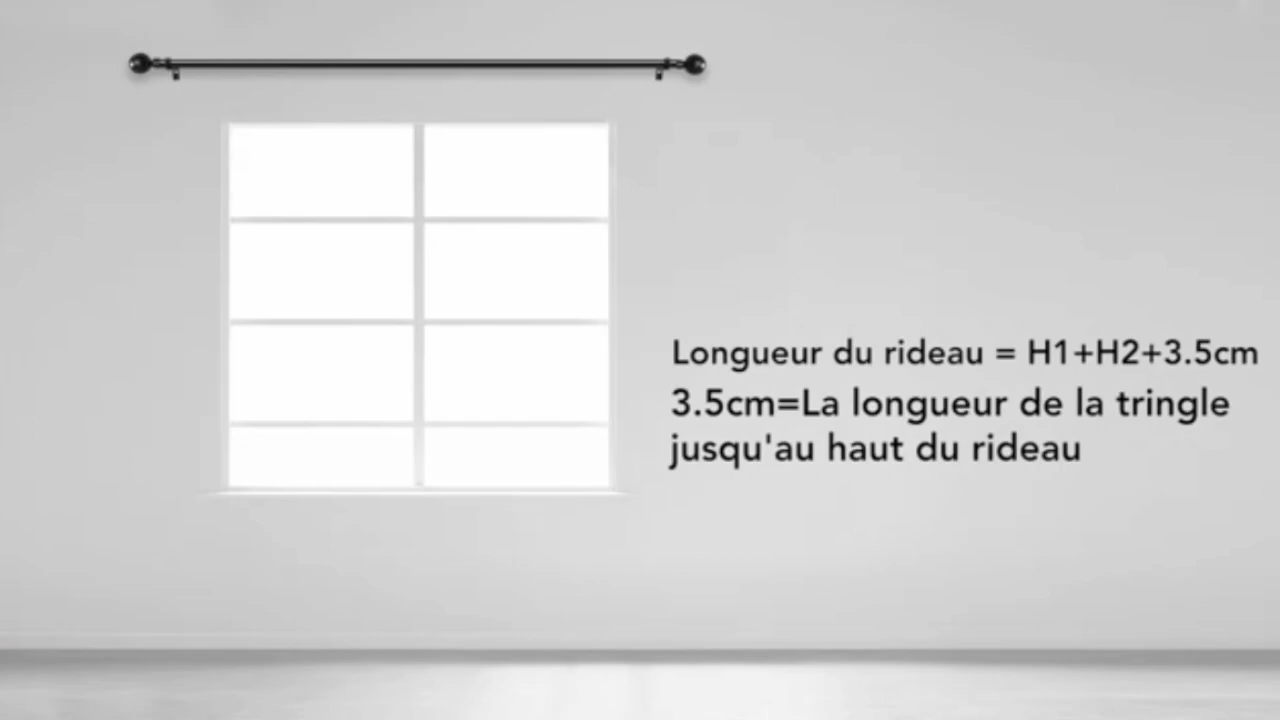 Longueur du rideau = H1+H2+3.5cm
3.5cm=La longueur de la tringle
jusqu'au haut du rideau